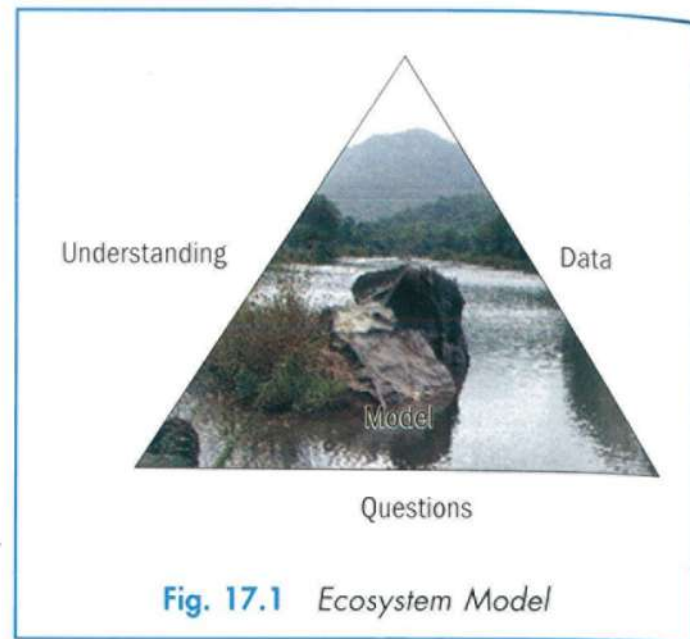 Understanding
Data
Model
Questions
Fig. 17.1 Ecosystem Model